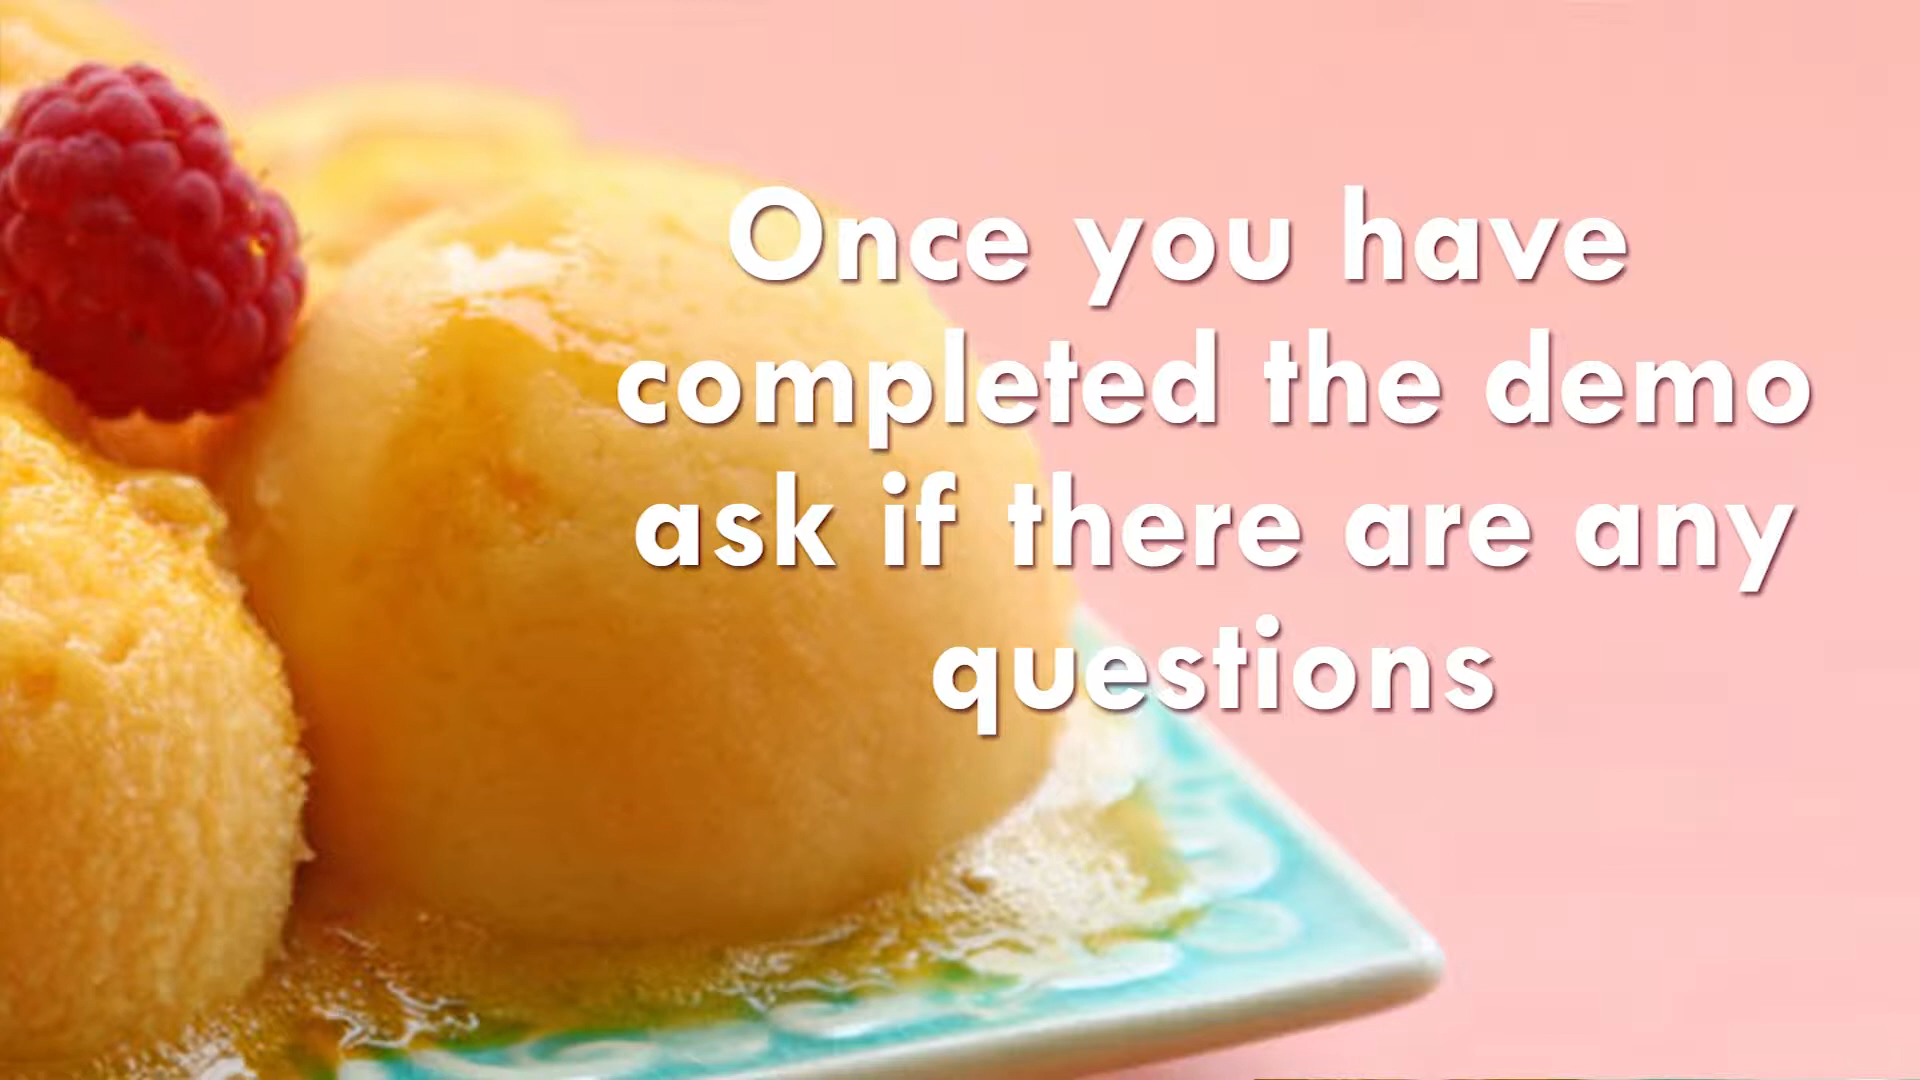 Once you have
completed the demo
ask if there are any
questions